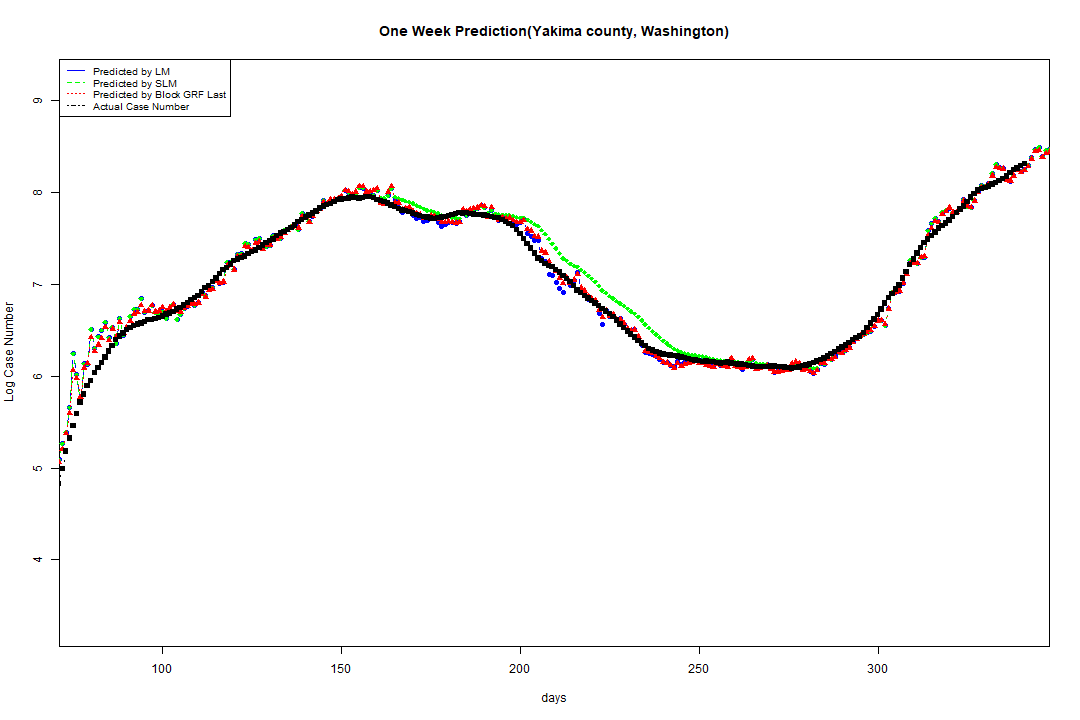 One Week Prediction(Yakima county, Washington)
Predicted by LM
Predicted by SLM
Predicted by Block GRF Last
Actual Case Number
9
8
7
6
5
4
Log Case Number
100 150 200 250 300
days